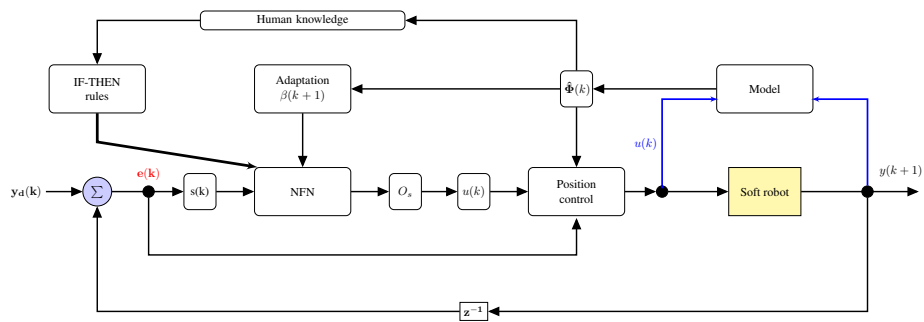 Human knowledge
IF-THEN
rules
Adaptation
β(k + 1)
Φ̂(k)
Model
u(k)
e(k)
y_d(k)
∑
s(k)
NFN
O_s
u(k)
Position
control
Soft robot
y(k+1)
z⁻¹